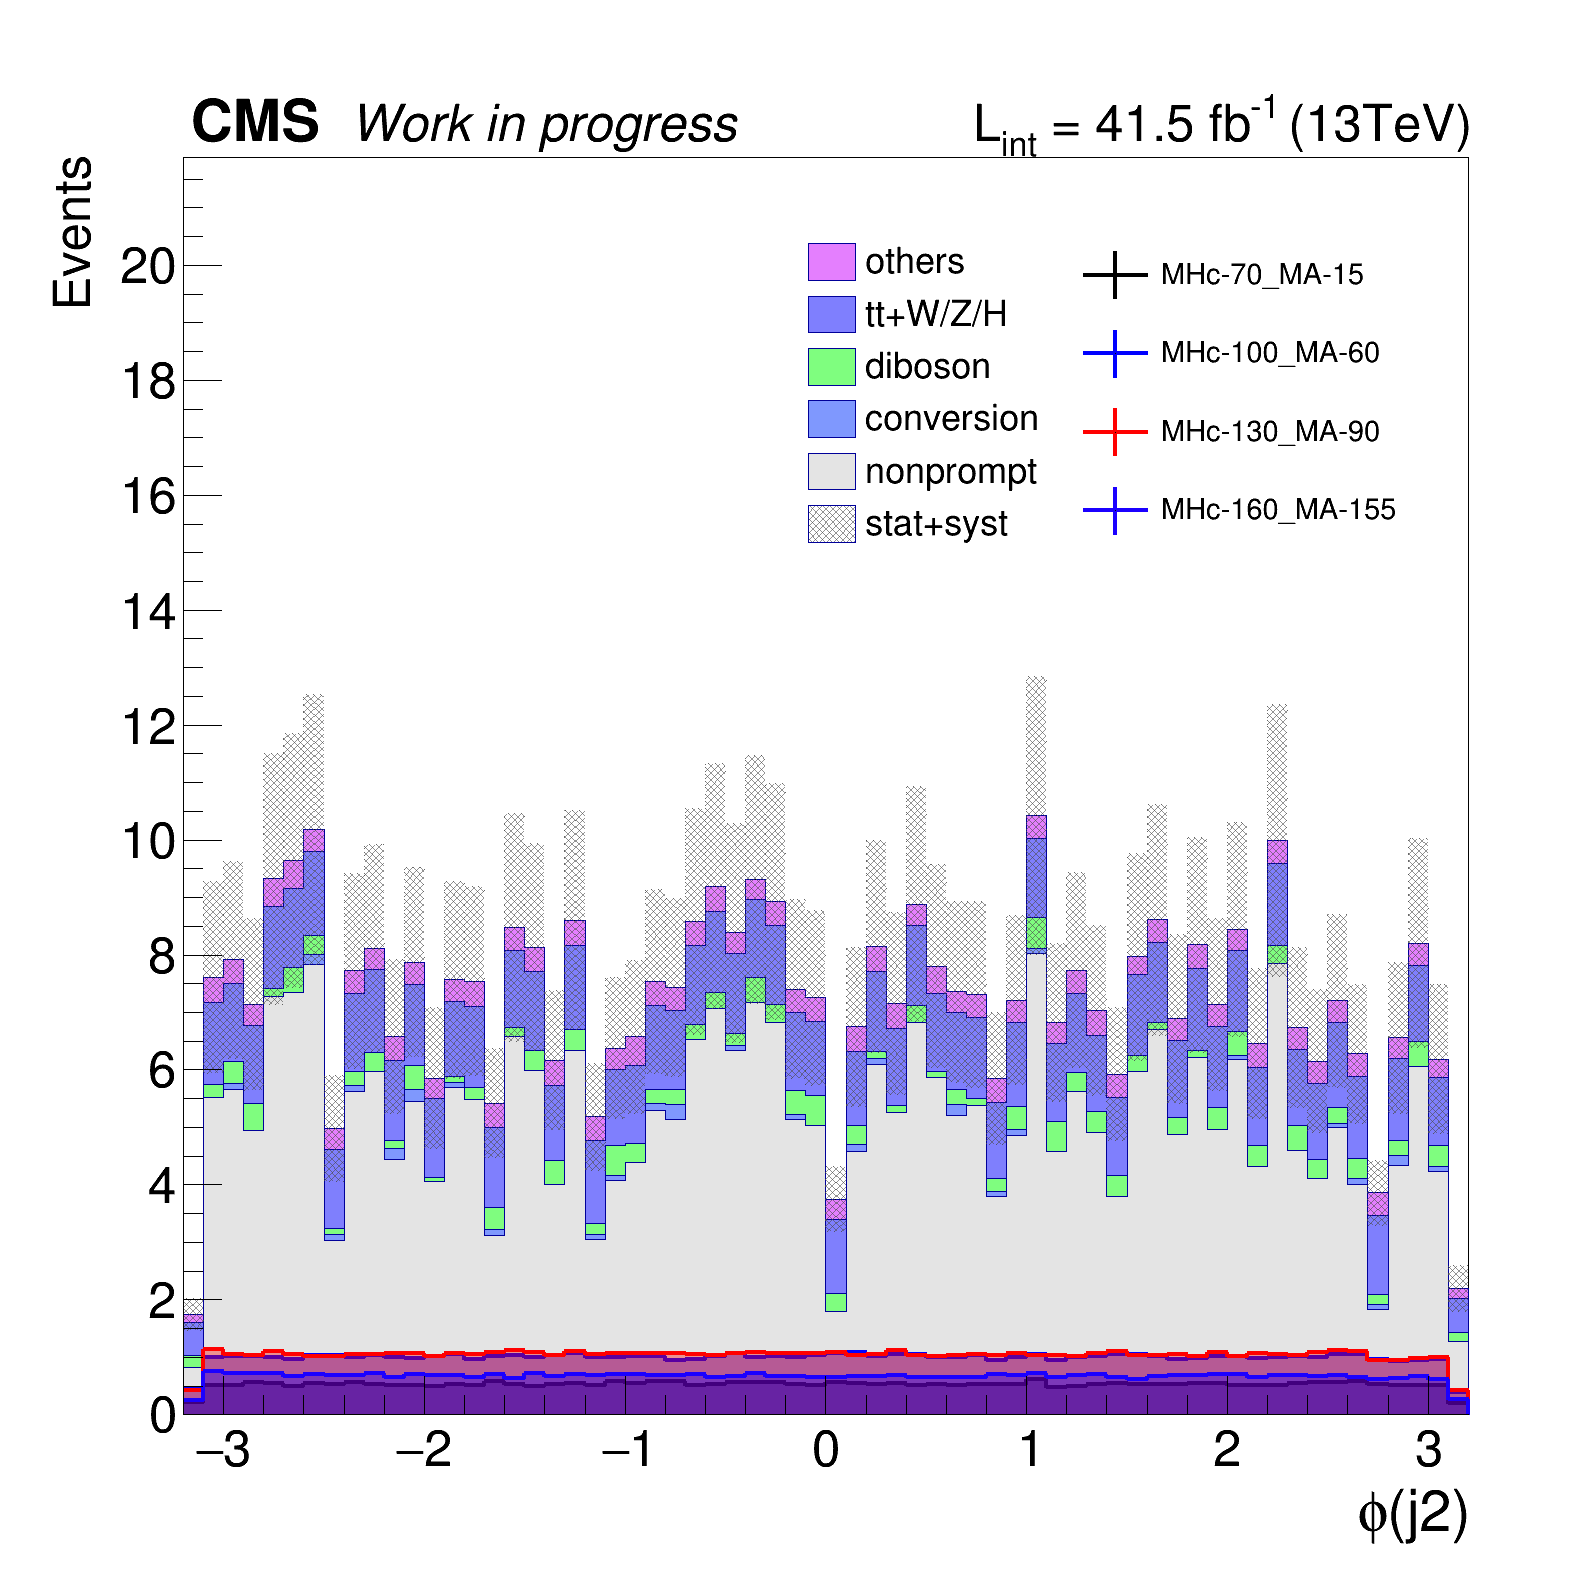 CMS Work in progress L_int = 41.5 fb^-1 (13TeV)
Events
20
18
16
14
12
10
8
6
4
2
0
others
tt+W/Z/H
diboson
conversion
nonprompt
stat+syst
MHc-70_MA-15
MHc-100_MA-60
MHc-130_MA-90
MHc-160_MA-155
−3 −2 −1 0 1 2 3
ϕ(j2)